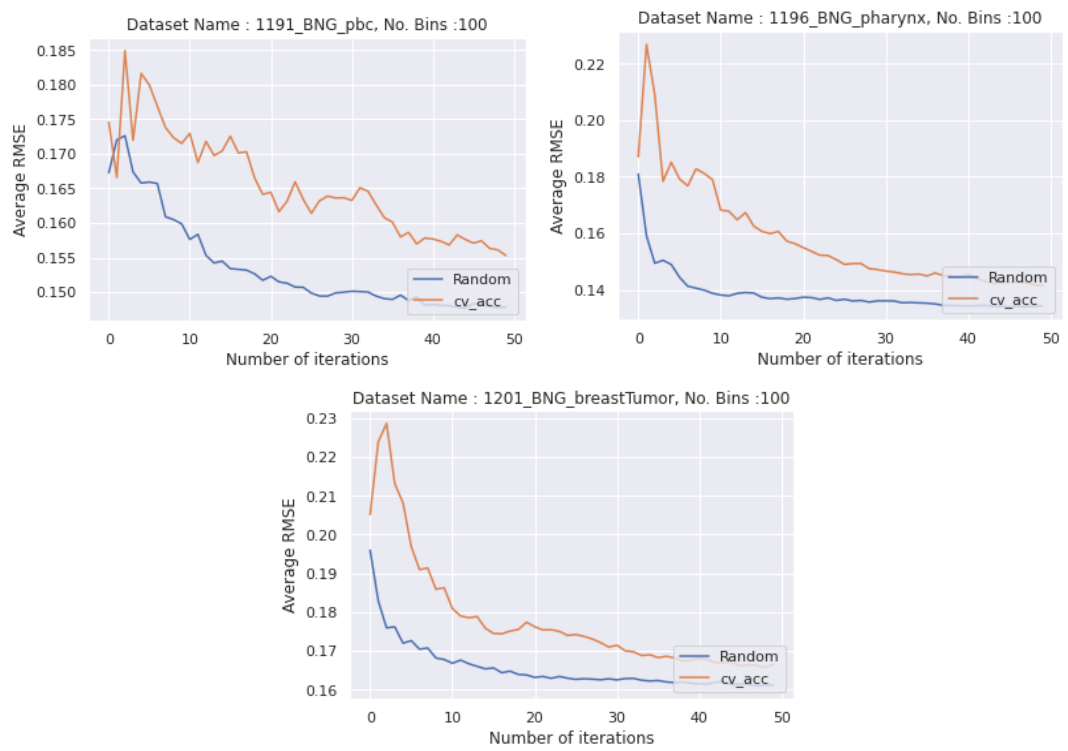 Dataset Name : 1191_BNG_pbc, No. Bins :100
Average RMSE
0.185
0.180
0.175
0.170
0.165
0.160
0.155
0.150
Random
cv_acc
0 10 20 30 40 50
Number of iterations
Dataset Name : 1196_BNG_pharynx, No. Bins :100
Average RMSE
0.22
0.20
0.18
0.16
0.14
Random
cv_acc
0 10 20 30 40 50
Number of iterations
Dataset Name : 1201_BNG_breastTumor, No. Bins :100
Average RMSE
0.23
0.22
0.21
0.20
0.19
0.18
0.17
0.16
Random
cv_acc
0 10 20 30 40 50
Number of iterations